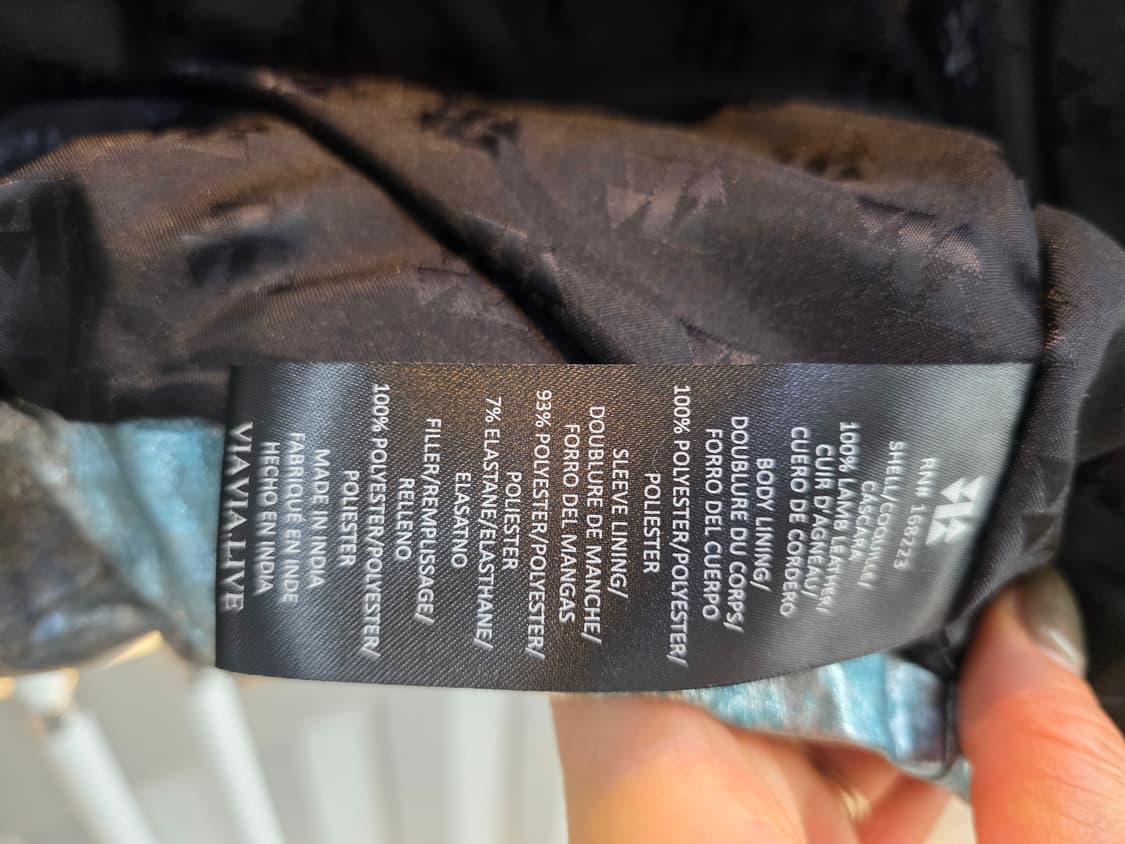 RN# 168223
SHELL/COQUILLE/
CASCARA
100% LAMB LEATHER/
CUIR D'AGNEAU/
CUERO DE CORDERO
BODY LINING/
DOUBLURE DU CORPS/
FORRO DEL CUERPO
100% POLYESTER/POLYESTER/
POLIESTER
SLEEVE LINING/
DOUBLURE DE MANCHE/
FORRO DEL MANGAS
93% POLYESTER/POLYESTER/
POLIESTER
7% ELASTANE/ELASTHANE/
ELASATNO
FILLER/REMPLISSAGE/
RELLENO
100% POLYESTER/POLYESTER/
POLIESTER
MADE IN INDA
FABRIQUÉ EN INDE
HECHO EN INDIA
VIAVIA.LIVE